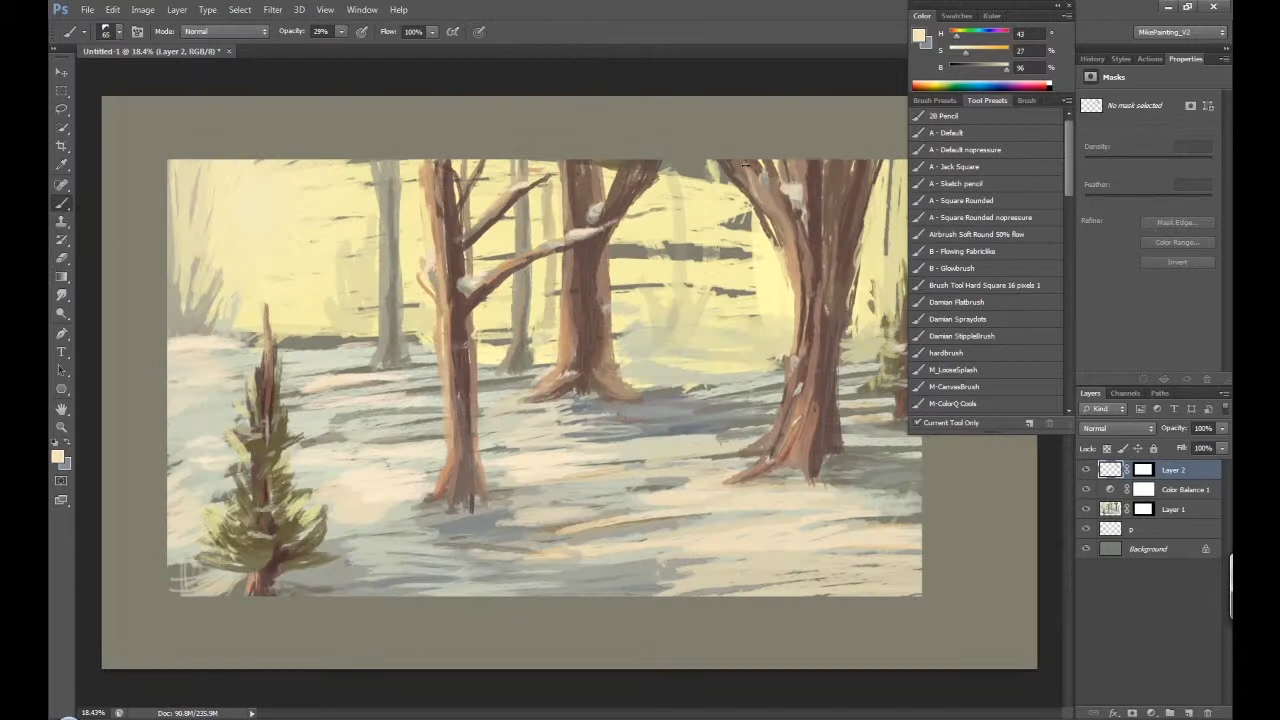 Ps File Edit Image Layer Type Select Filter 3D View Window Help
65 Mode: Normal Opacity: 29% Flow: 100%
MikePainting_V2
Untitled-1 @ 18.4% (Layer 2, RGB/8) * ×
Color Swatches Kuler
H 43 °
S 27 %
B 96 %
Brush Presets Tool Presets Brush
2B Pencil
A - Default
A - Default nopressure
A - Jack Square
A - Sketch pencil
A - Square Rounded
A - Square Rounded nopressure
Airbrush Soft Round 50% flow
B - Flowing Fabriclike
B - Glowbrush
Brush Tool Hard Square 16 pixels 1
Damian Flatbrush
Damian Spraydots
Damian StippleBrush
hardbrush
M_LooseSplash
M-CanvasBrush
M-ColorQ Cools
Current Tool Only
History Styles Actions Properties
Masks
No mask selected
Density:
Feather:
Refine: Mask Edge...
Color Range...
Invert
Layers Channels Paths
Kind
Normal Opacity: 100%
Lock: Fill: 100%
Layer 2
Color Balance 1
Layer 1
p
Background
18.43% Doc: 90.8M/235.9M